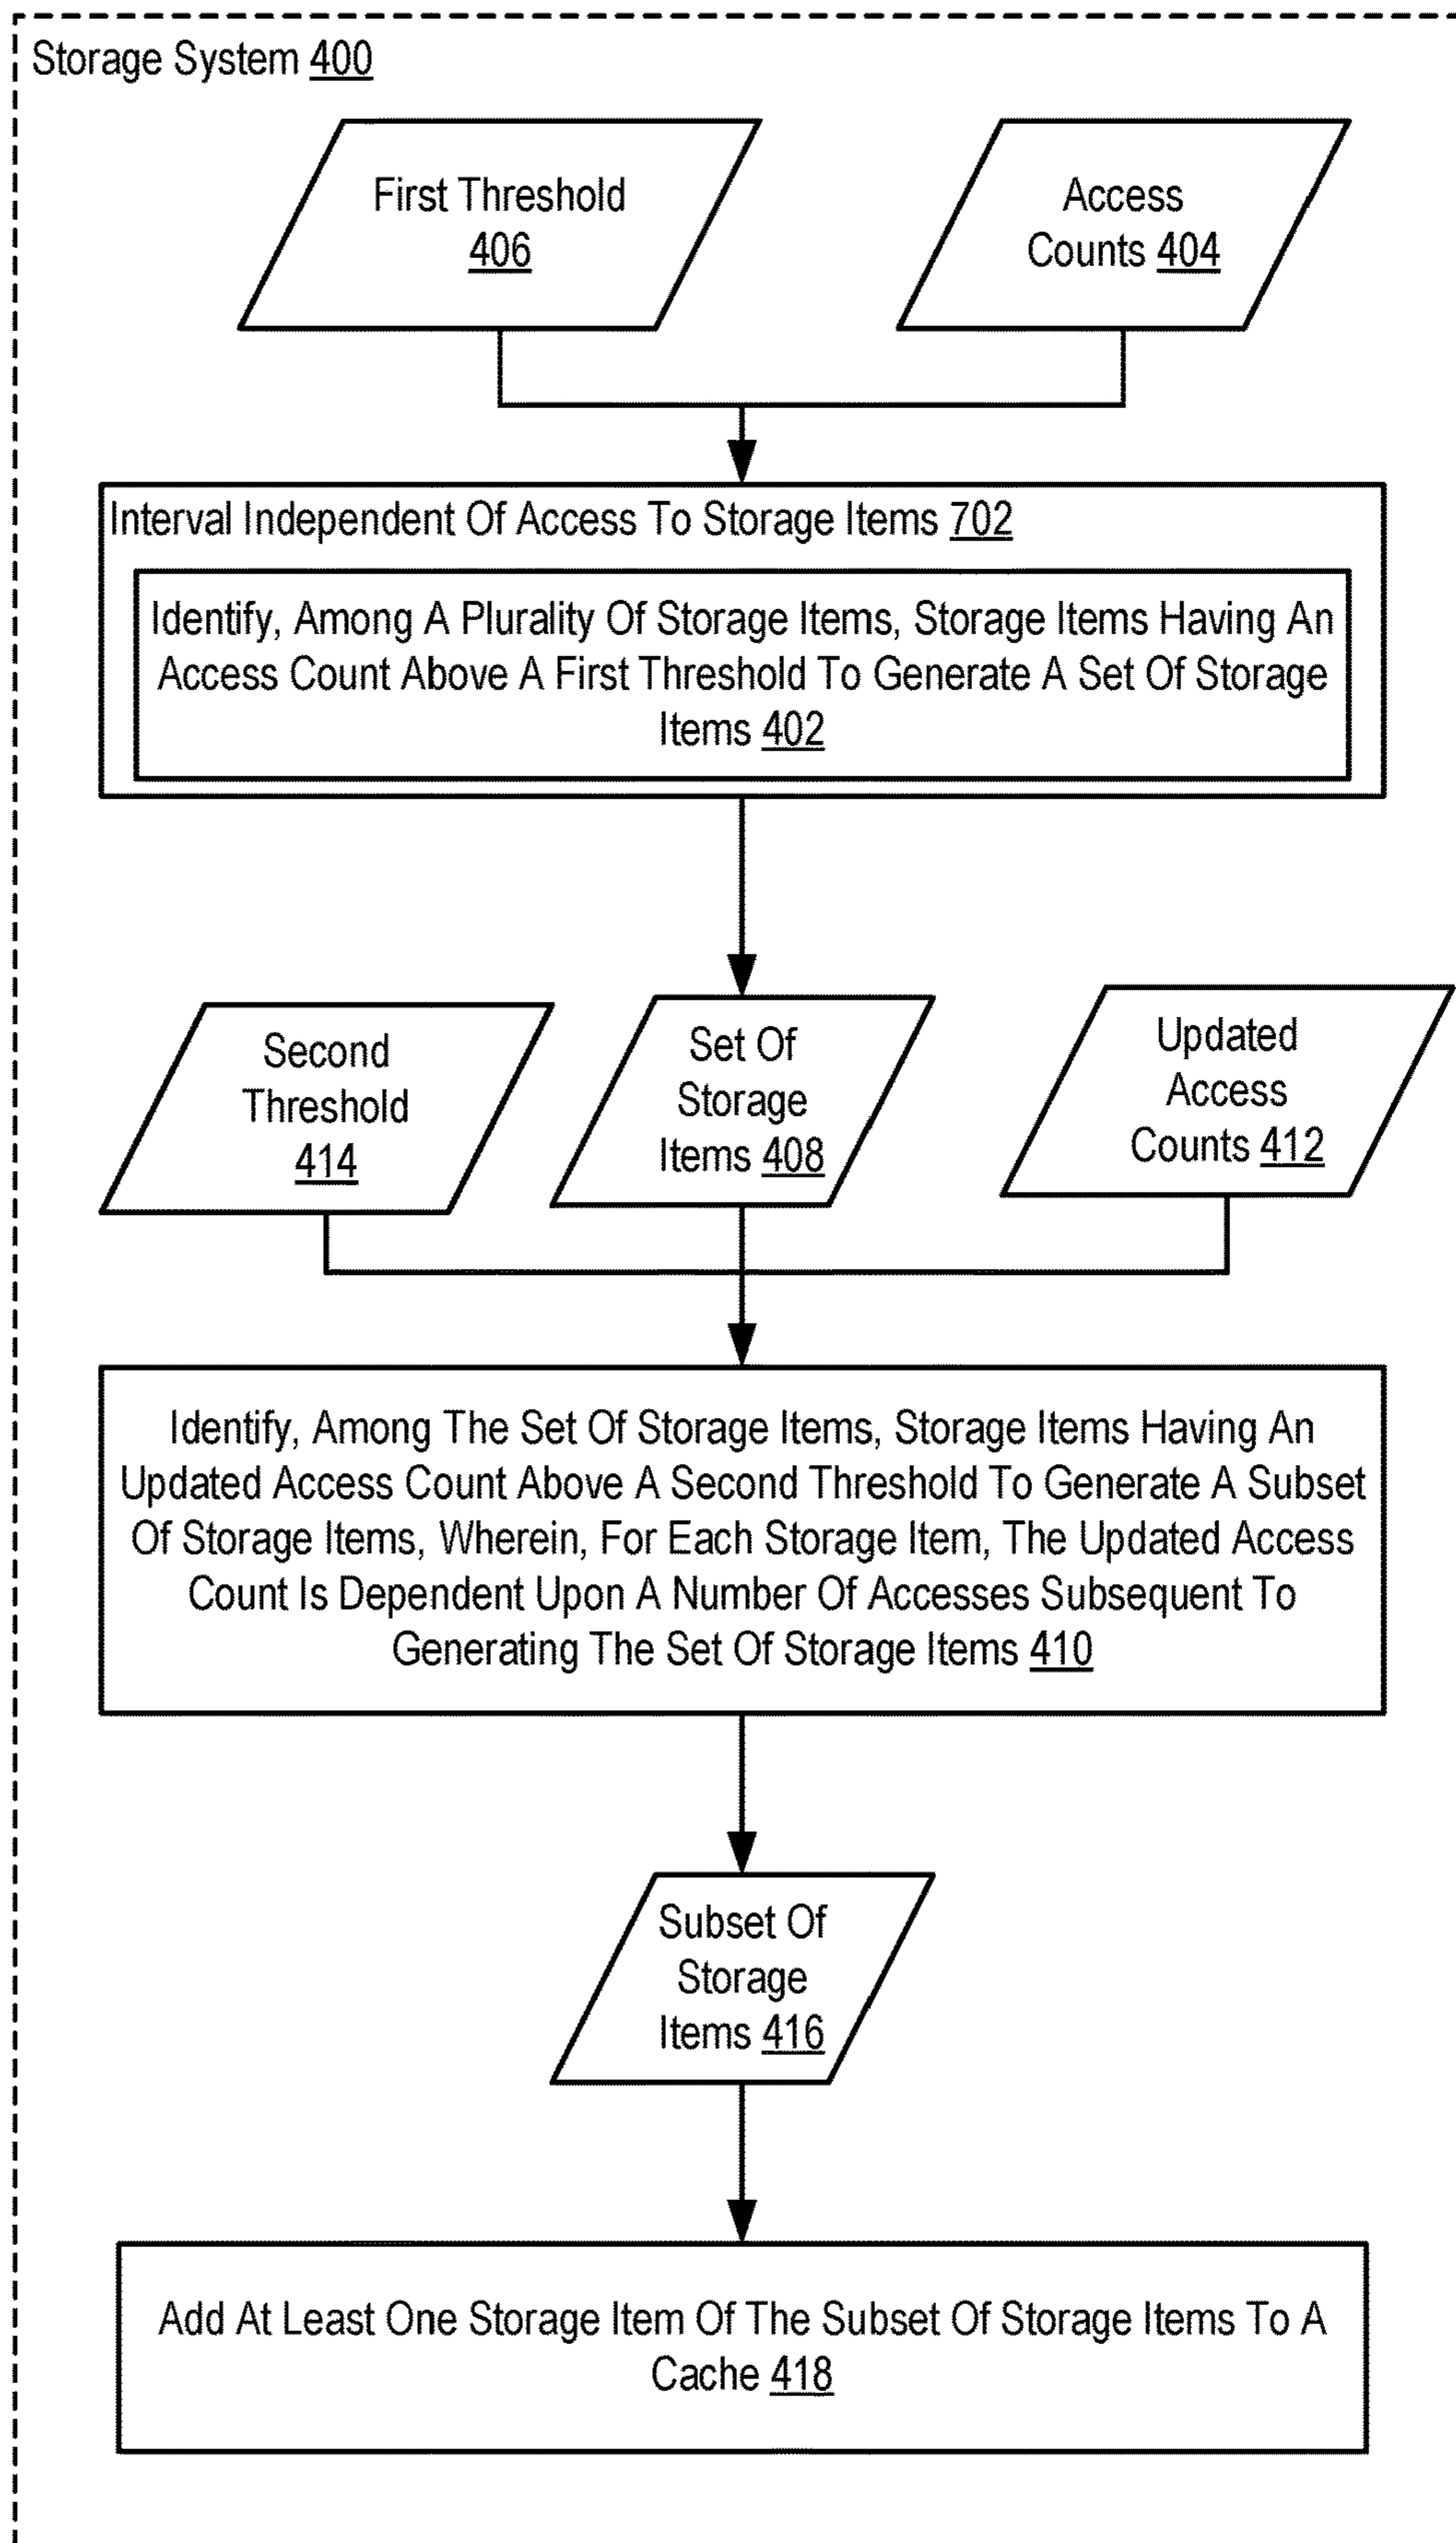 Storage System 400
First Threshold
406
Access
Counts 404
Interval Independent Of Access To Storage Items 702
Identify, Among A Plurality Of Storage Items, Storage Items Having An
Access Count Above A First Threshold To Generate A Set Of Storage
Items 402
Second
Threshold
414
Set Of
Storage
Items 408
Updated
Access
Counts 412
Identify, Among The Set Of Storage Items, Storage Items Having An
Updated Access Count Above A Second Threshold To Generate A Subset
Of Storage Items, Wherein, For Each Storage Item, The Updated Access
Count Is Dependent Upon A Number Of Accesses Subsequent To
Generating The Set Of Storage Items 410
Subset Of
Storage
Items 416
Add At Least One Storage Item Of The Subset Of Storage Items To A
Cache 418